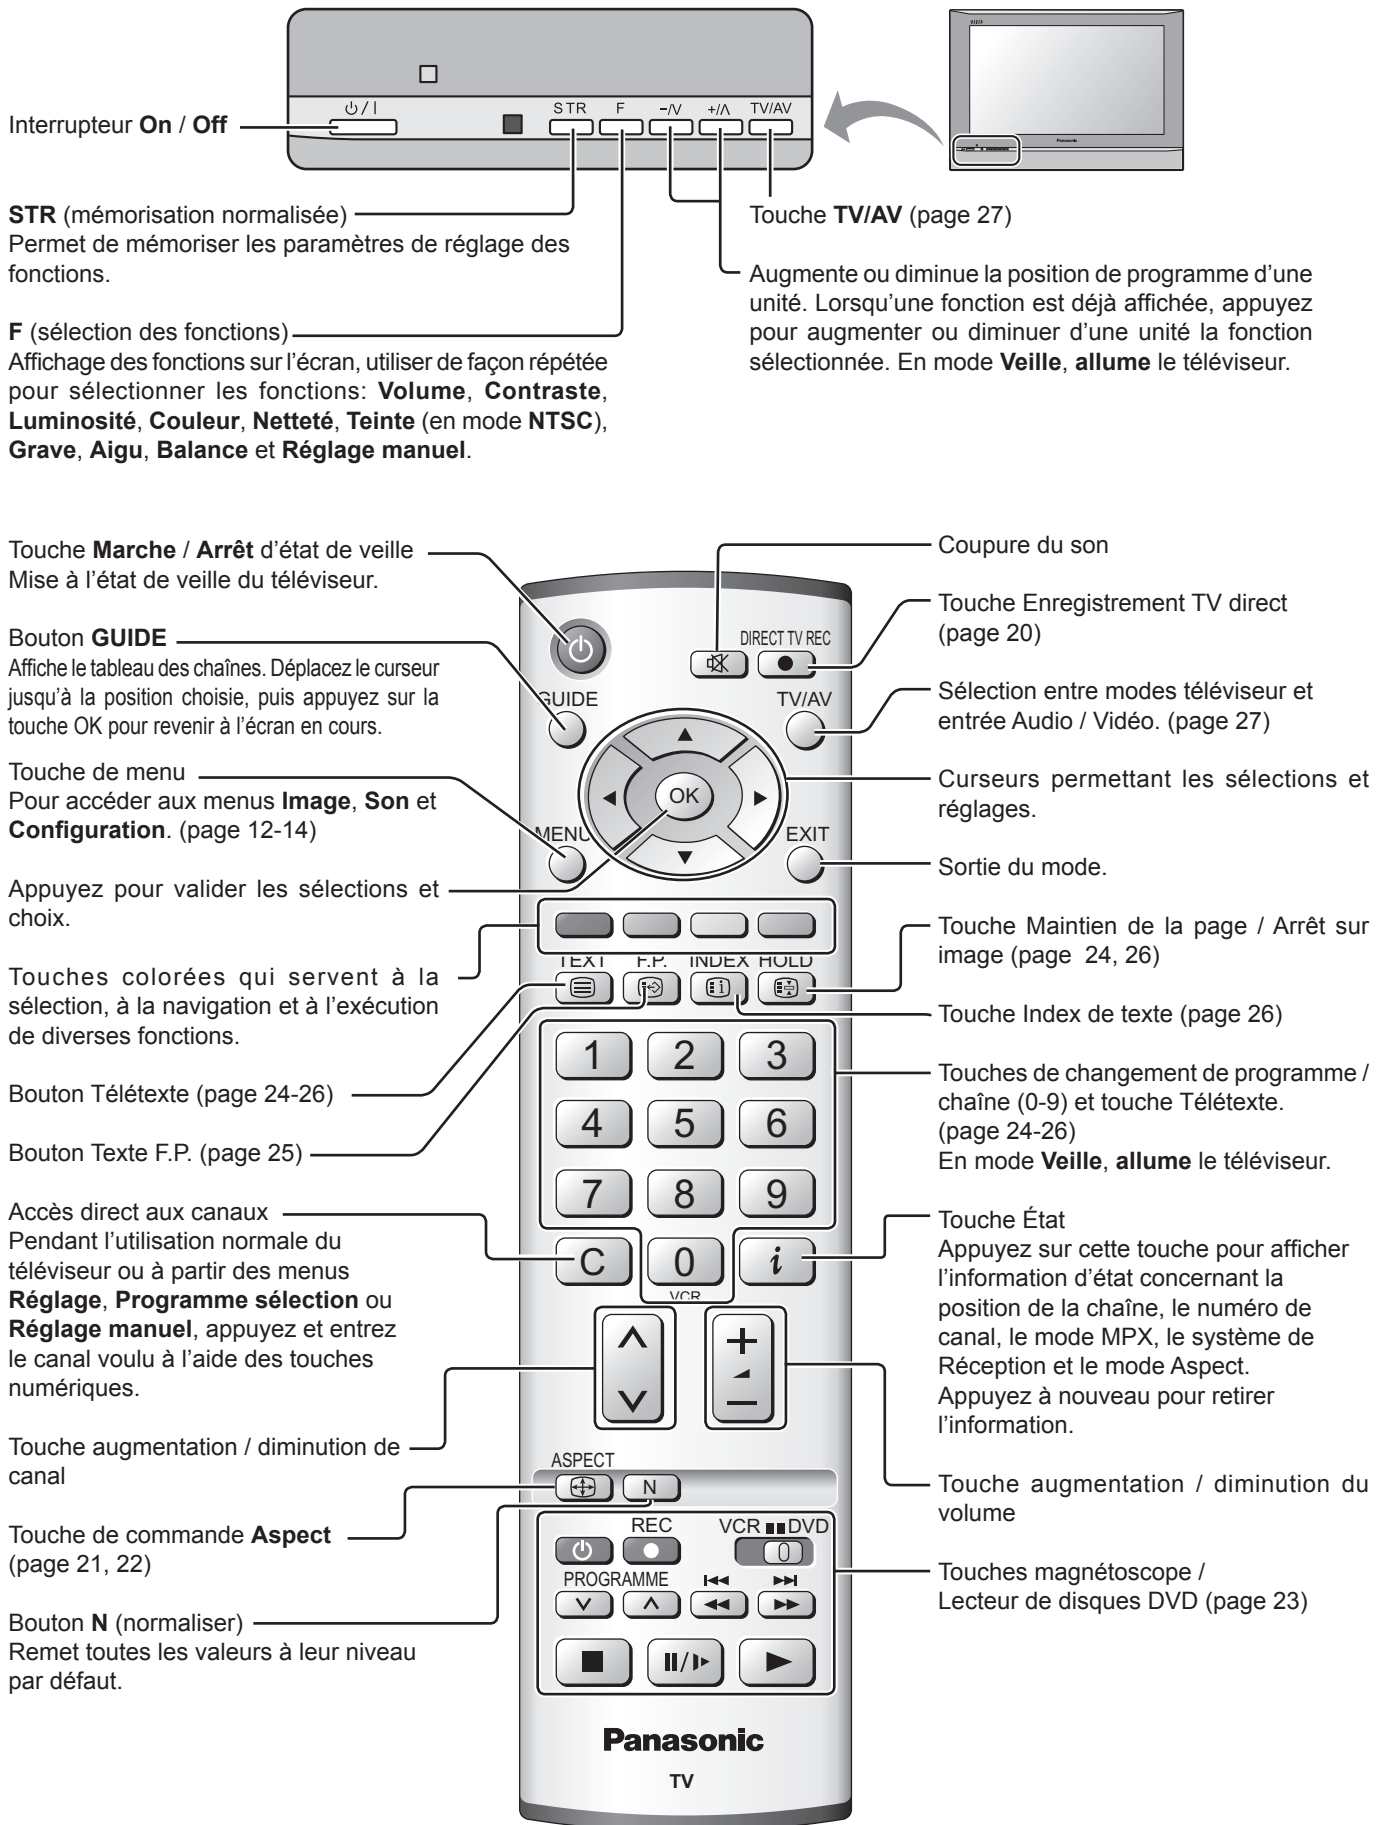 ⏻/I
STR
F
−/V
+/Λ
TV/AV
VIERA
Panasonic
Interrupteur On / Off
STR (mémorisation normalisée)
Permet de mémoriser les paramètres de réglage des
fonctions.
F (sélection des fonctions)
Affichage des fonctions sur l’écran, utiliser de façon répétée
pour sélectionner les fonctions: Volume, Contraste,
Luminosité, Couleur, Netteté, Teinte (en mode NTSC),
Grave, Aigu, Balance et Réglage manuel.
Touche TV/AV (page 27)
Augmente ou diminue la position de programme d’une
unité. Lorsqu’une fonction est déjà affichée, appuyez
pour augmenter ou diminuer d’une unité la fonction
sélectionnée. En mode Veille, allume le téléviseur.
Touche Marche / Arrêt d’état de veille
Mise à l’état de veille du téléviseur.
Bouton GUIDE
Affiche le tableau des chaînes. Déplacez le curseur
jusqu’à la position choisie, puis appuyez sur la
touche OK pour revenir à l’écran en cours.
Touche de menu
Pour accéder aux menus Image, Son et
Configuration. (page 12-14)
Appuyez pour valider les sélections et
choix.
Touches colorées qui servent à la
sélection, à la navigation et à l’exécution
de diverses fonctions.
Bouton Télétexte (page 24-26)
Bouton Texte F.P. (page 25)
Accès direct aux canaux
Pendant l’utilisation normale du
téléviseur ou à partir des menus
Réglage, Programme sélection ou
Réglage manuel, appuyez et entrez
le canal voulu à l’aide des touches
numériques.
Touche augmentation / diminution de
canal
Touche de commande Aspect
(page 21, 22)
Bouton N (normaliser)
Remet toutes les valeurs à leur niveau
par défaut.
DIRECT TV REC
GUIDE
TV/AV
OK
MENU
EXIT
TEXT F.P. INDEX HOLD
1 2 3
4 5 6
7 8 9
C 0 i
VCR
+
−
ASPECT
N
REC
VCR DVD
PROGRAMME
Panasonic
TV
Coupure du son
Touche Enregistrement TV direct
(page 20)
Sélection entre modes téléviseur et
entrée Audio / Vidéo. (page 27)
Curseurs permettant les sélections et
réglages.
Sortie du mode.
Touche Maintien de la page / Arrêt sur
image (page 24, 26)
Touche Index de texte (page 26)
Touches de changement de programme /
chaîne (0-9) et touche Télétexte.
(page 24-26)
En mode Veille, allume le téléviseur.
Touche État
Appuyez sur cette touche pour afficher
l’information d’état concernant la
position de la chaîne, le numéro de
canal, le mode MPX, le système de
Réception et le mode Aspect.
Appuyez à nouveau pour retirer
l’information.
Touche augmentation / diminution du
volume
Touches magnétoscope /
Lecteur de disques DVD (page 23)